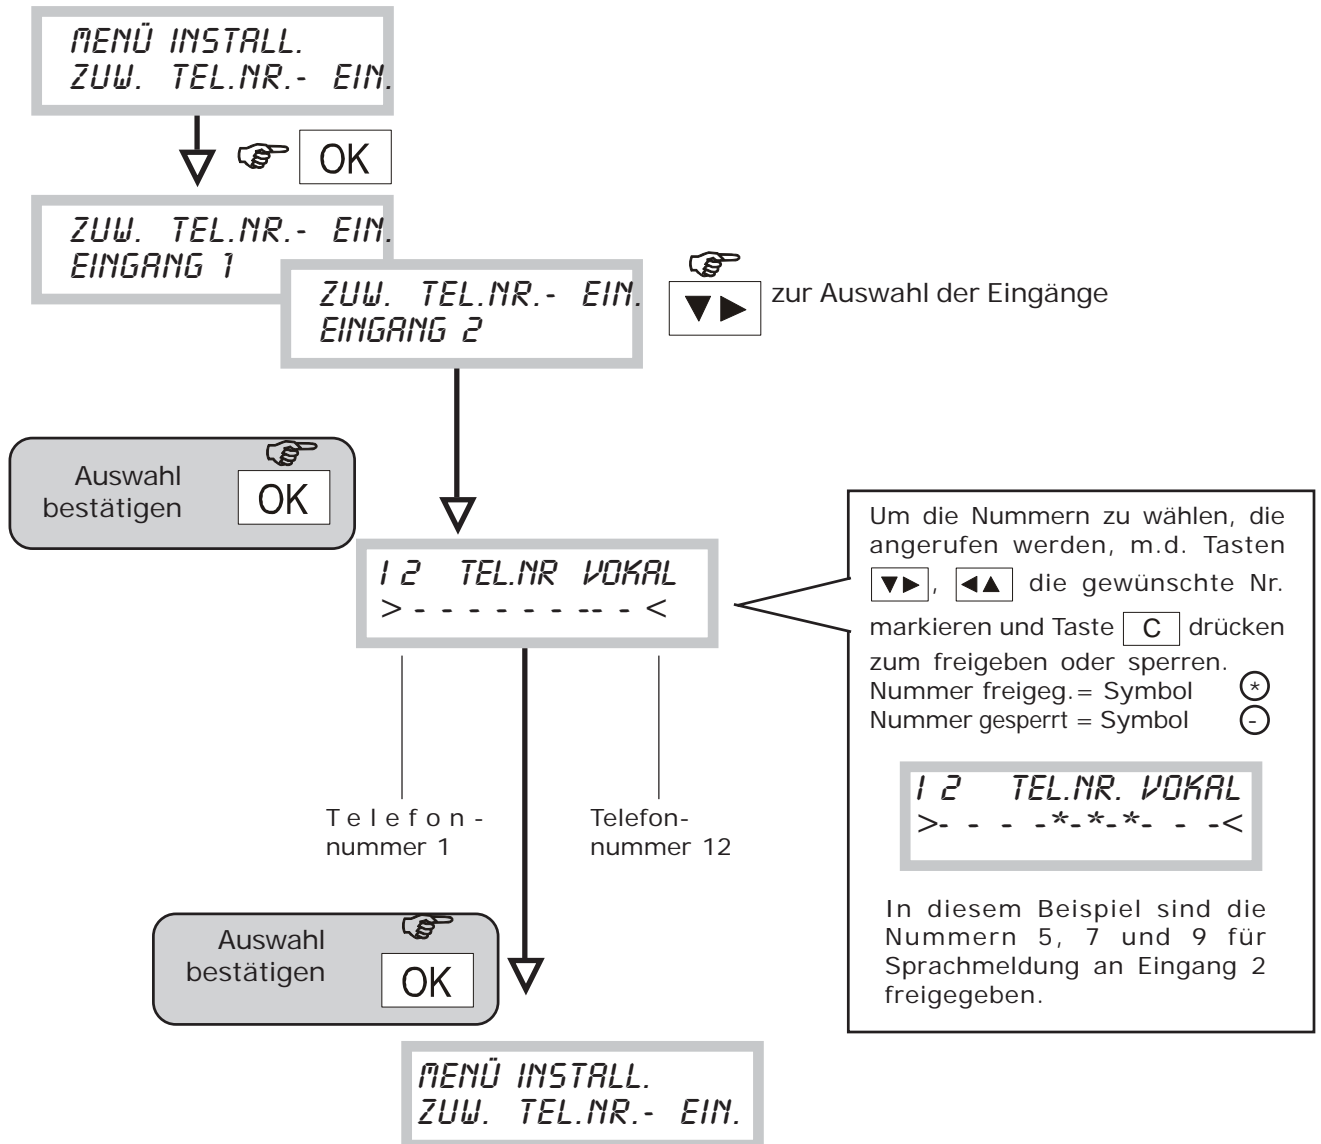 MENÜ INSTALL.
ZUW. TEL.NR.- EIN.
OK
ZUW. TEL.NR.- EIN.
EINGANG 1
ZUW. TEL.NR.- EIN.
EINGANG 2
▼▶ zur Auswahl der Eingänge
Auswahl
bestätigen
OK
I 2 TEL.NR VOKAL
>- - - - - - -- - <
Telefon-
nummer 1
Telefon-
nummer 12
Um die Nummern zu wählen, die
angerufen werden, m.d. Tasten
▼▶, ◀▲ die gewünschte Nr.
markieren und Taste C drücken
zum freigeben oder sperren.
Nummer freigeg.= Symbol *
Nummer gesperrt = Symbol -
I 2 TEL.NR. VOKAL
>- - - -*-*-*- - -<
In diesem Beispiel sind die
Nummern 5, 7 und 9 für
Sprachmeldung an Eingang 2
freigegeben.
Auswahl
bestätigen
OK
MENÜ INSTALL.
ZUW. TEL.NR.- EIN.